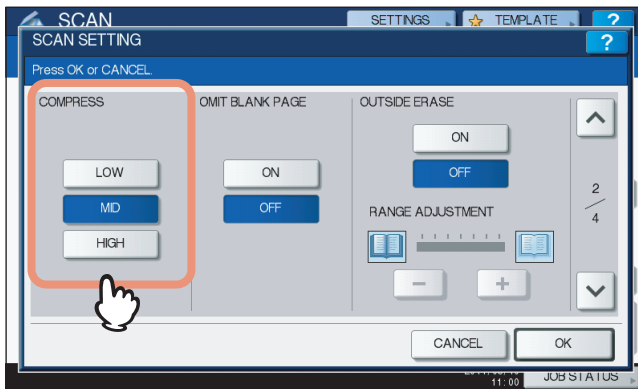 SCAN
SETTINGS
TEMPLATE
?
SCAN SETTING
?
Press OK or CANCEL.
COMPRESS
OMIT BLANK PAGE
OUTSIDE ERASE
LOW
MID
HIGH
ON
OFF
ON
OFF
RANGE ADJUSTMENT
-
+
2
4
CANCEL
OK
11:00
JOB STATUS